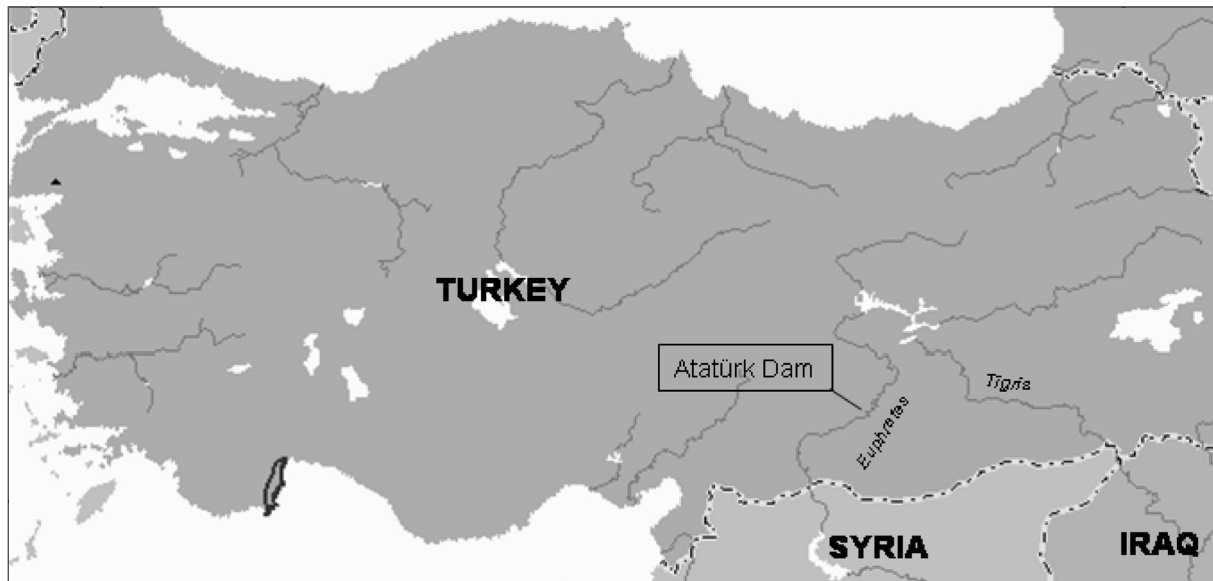 TURKEY
Atatürk Dam
Tigris
Euphrates
SYRIA
IRAQ